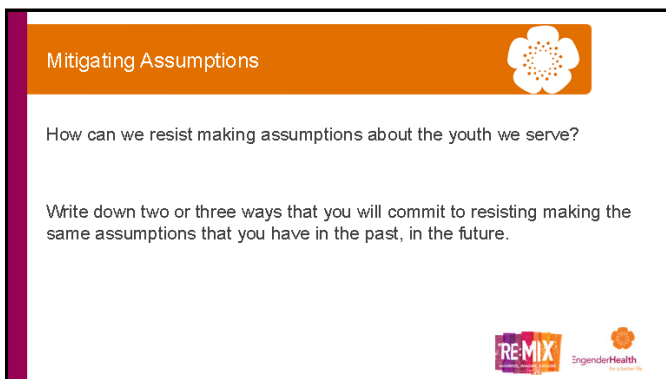 Mitigating Assumptions
How can we resist making assumptions about the youth we serve?
Write down two or three ways that you will commit to resisting making the
same assumptions that you have in the past, in the future.
RE:MIX
EngenderHealth
for a better life